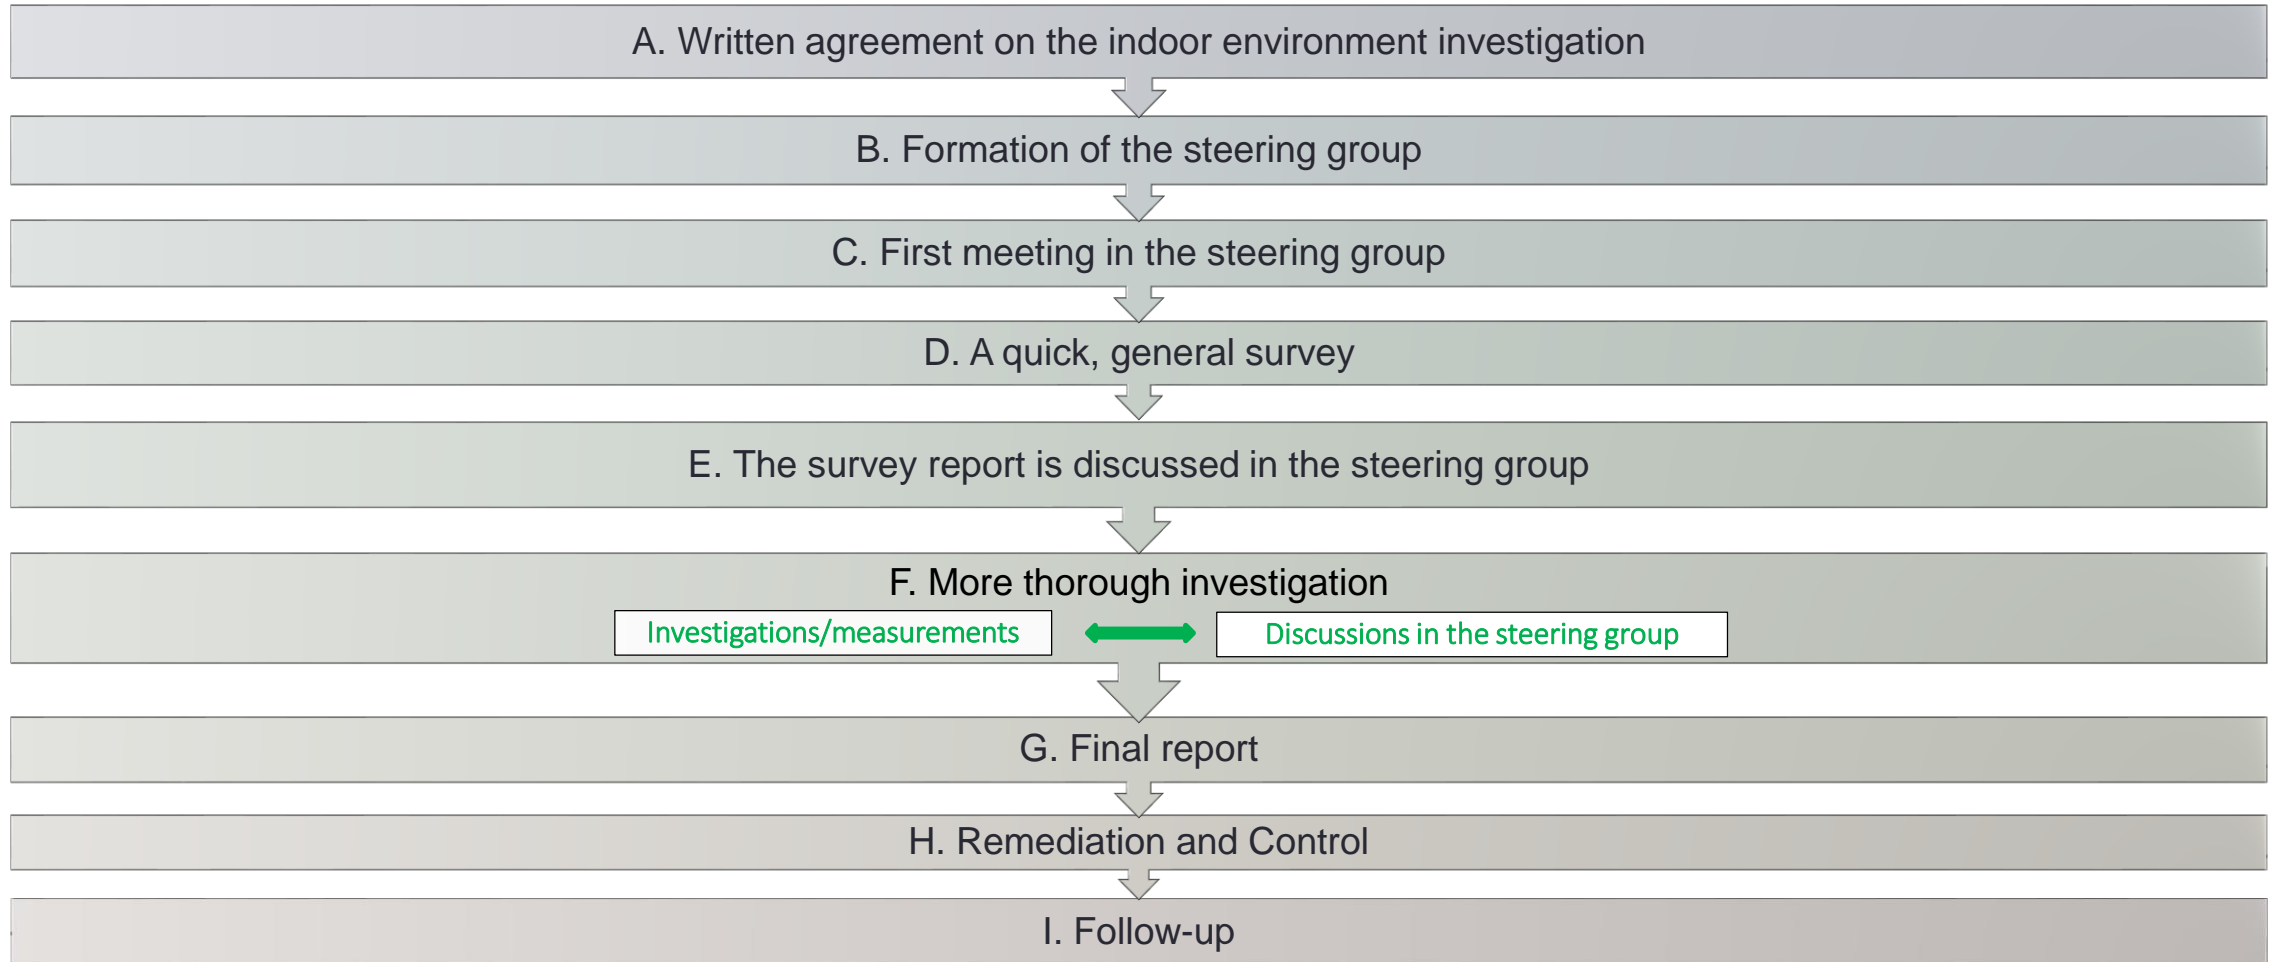 A. Written agreement on the indoor environment investigation
B. Formation of the steering group
C. First meeting in the steering group
D. A quick, general survey
E. The survey report is discussed in the steering group
F. More thorough investigation
Investigations/measurements
Discussions in the steering group
G. Final report
H. Remediation and Control
I. Follow-up